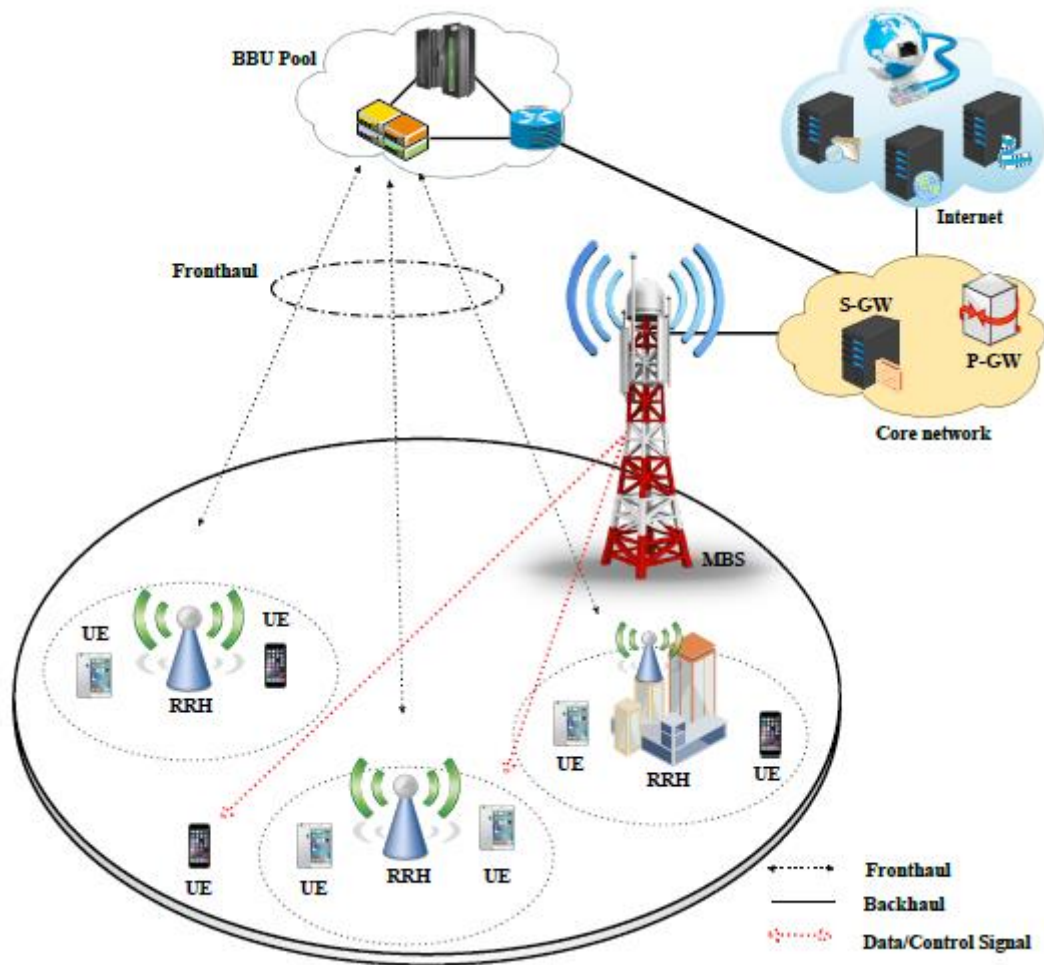 BBU Pool
Internet
Fronthaul
S-GW
P-GW
Core network
MBS
UE
UE
RRH
UE
RRH
UE
UE
UE
RRH
UE
Fronthaul
Backhaul
Data/Control Signal